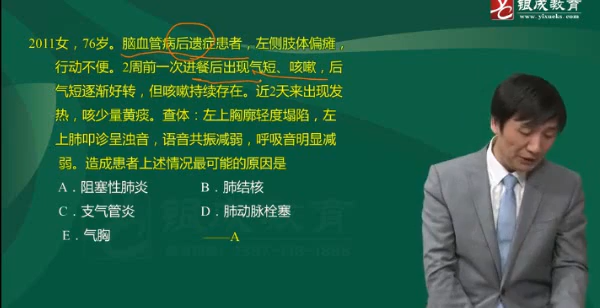 银成教育
www.yixueks.com
2011女，76岁。脑血管病后遗症患者，左侧肢体偏瘫，
行动不便。2周前一次进餐后出现气短、咳嗽，后
气短逐渐好转，但咳嗽持续存在。近2天来出现发
热，咳少量黄痰。查体：左上胸廓轻度塌陷，左
上肺叩诊呈浊音，语音共振减弱，呼吸音明显减
弱。造成患者上述情况最可能的原因是
A．阻塞性肺炎 B．肺结核
C．支气管炎 D．肺动脉栓塞
E．气胸 ——A
银成教育